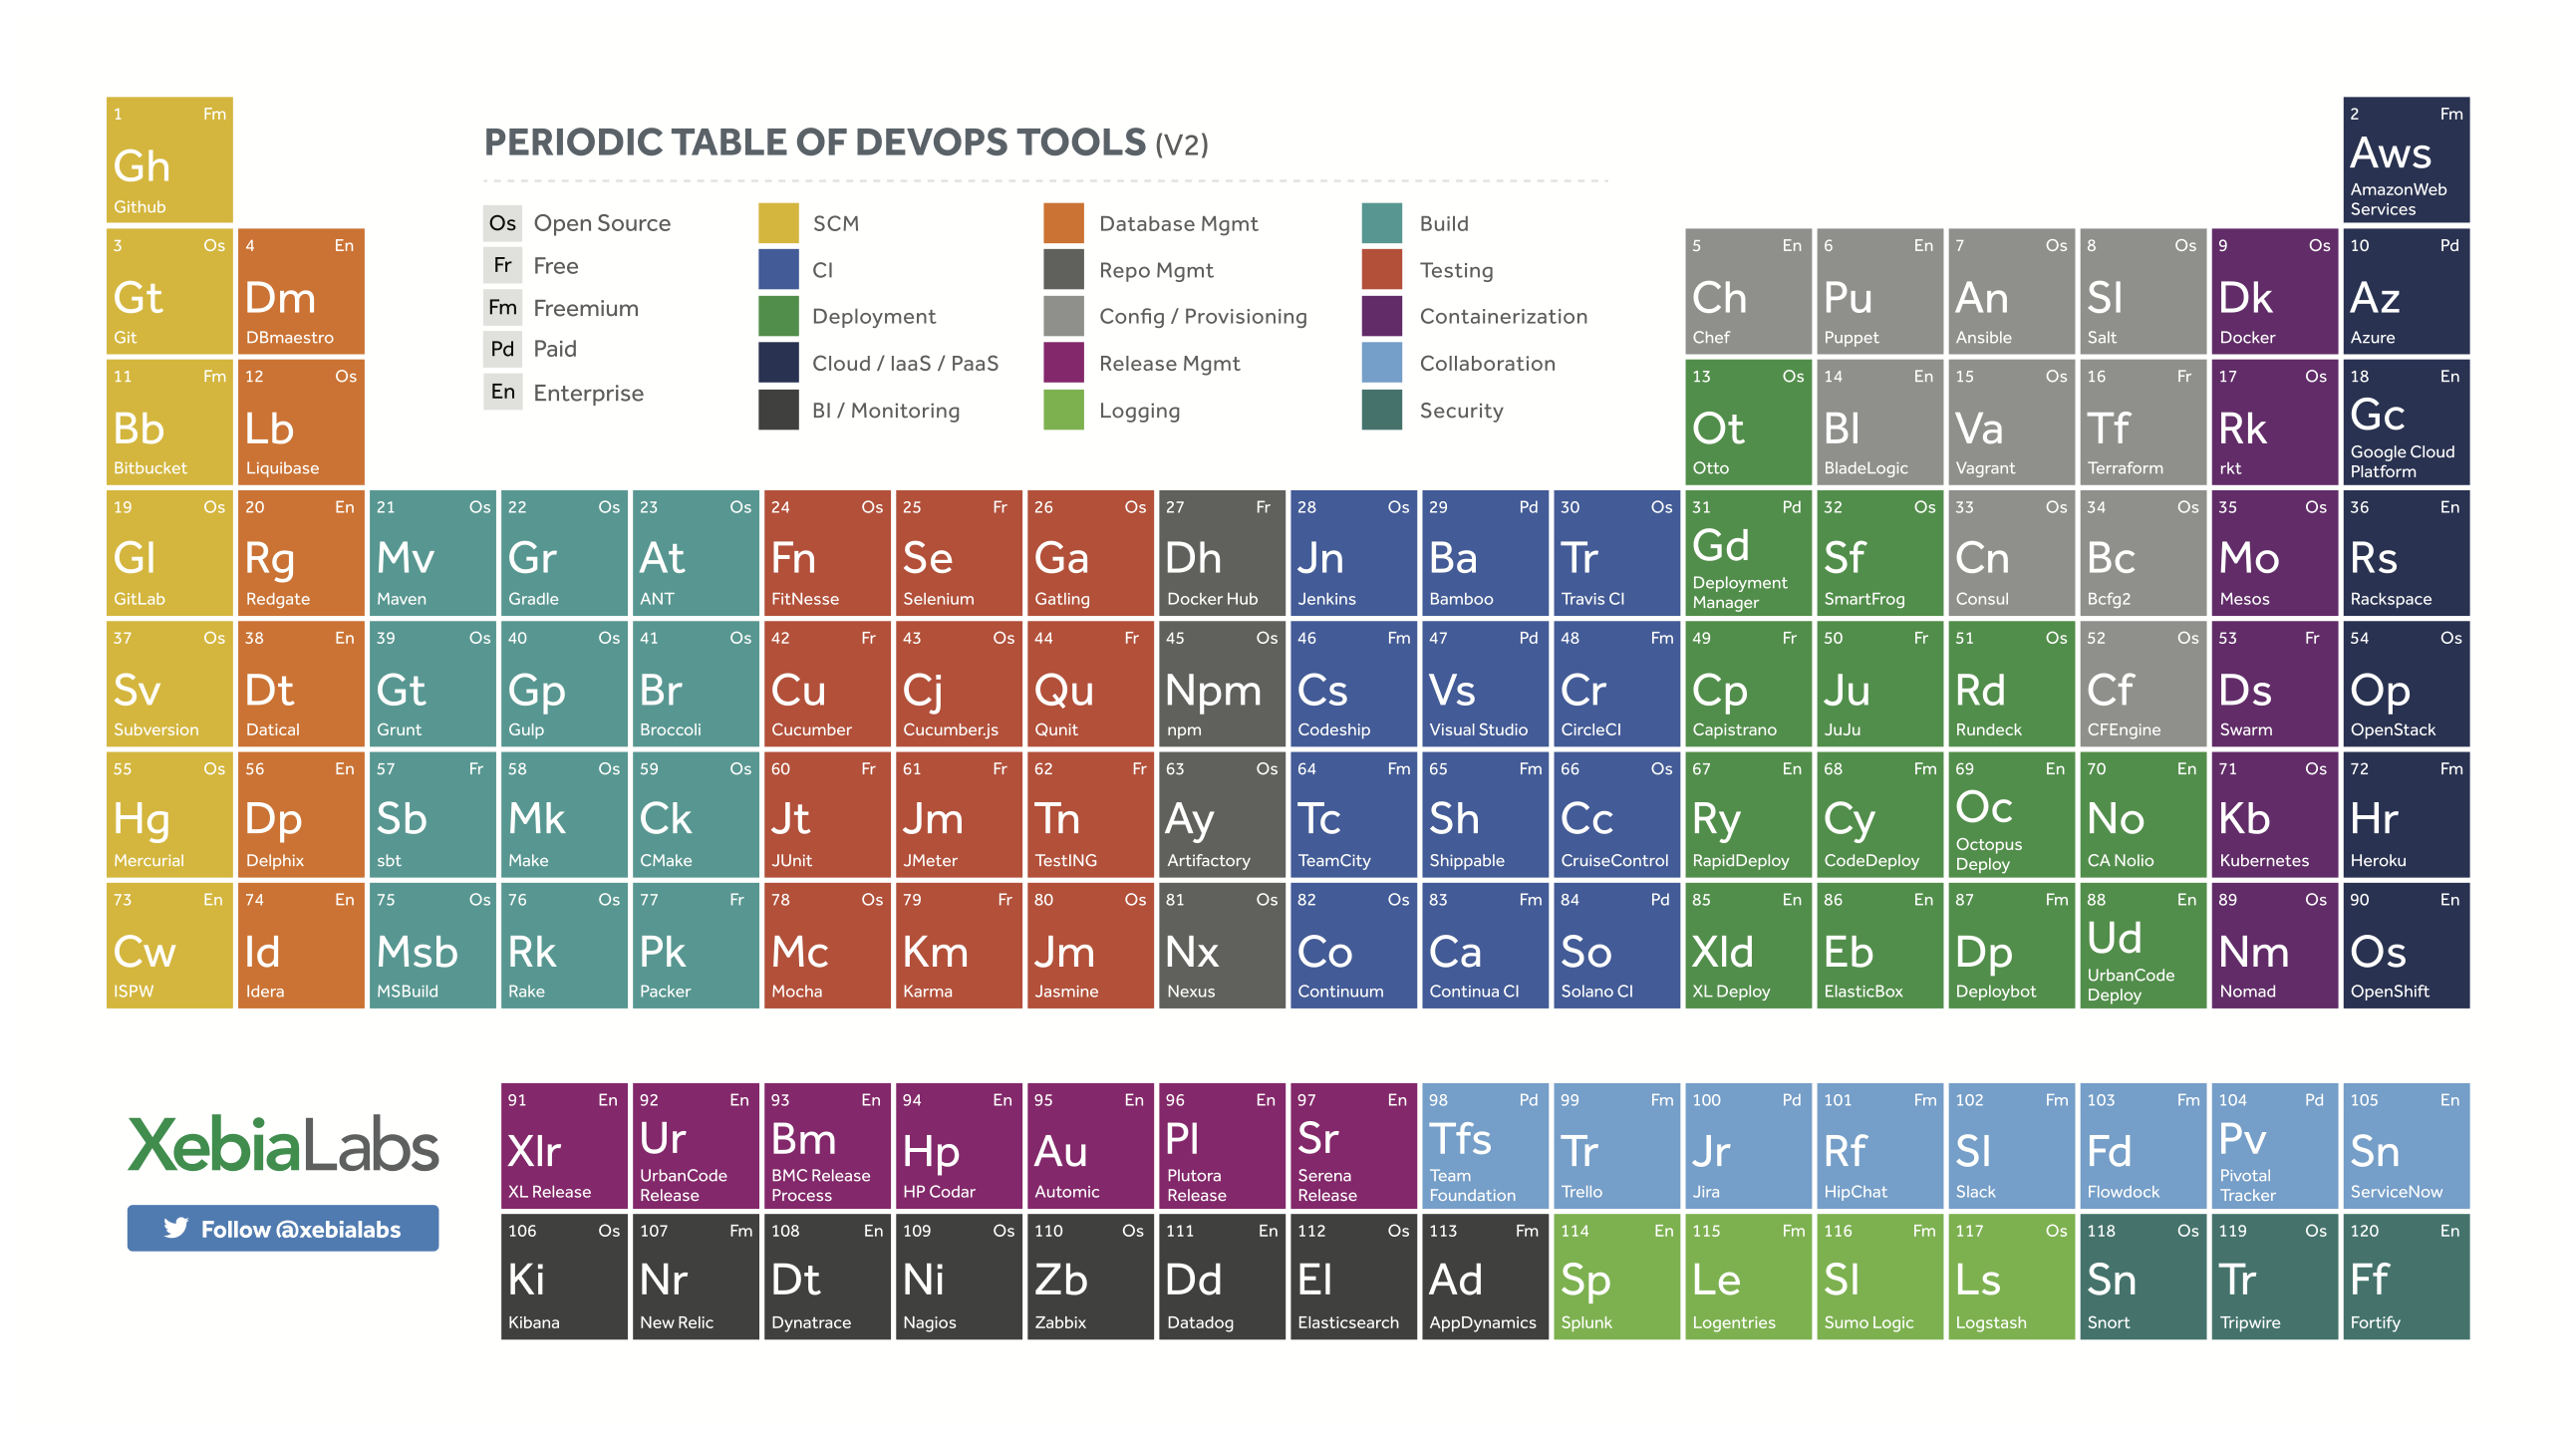 1 Fm
Gh
Github
PERIODIC TABLE OF DEVOPS TOOLS (V2)
2 Fm
Aws
AmazonWeb
Services
Os Open Source
Fr Free
Fm Freemium
Pd Paid
En Enterprise
SCM
CI
Deployment
Cloud / IaaS / PaaS
BI / Monitoring
Database Mgmt
Repo Mgmt
Config / Provisioning
Release Mgmt
Logging
Build
Testing
Containerization
Collaboration
Security
3 Os
Gt
Git
4 En
Dm
DBmaestro
5 En
Ch
Chef
6 En
Pu
Puppet
7 Os
An
Ansible
8 Os
Sl
Salt
9 Os
Dk
Docker
10 Pd
Az
Azure
11 Fm
Bb
Bitbucket
12 Os
Lb
Liquibase
13 Os
Ot
Otto
14 En
Bl
BladeLogic
15 Os
Va
Vagrant
16 Fr
Tf
Terraform
17 Os
Rk
rkt
18 En
Gc
Google Cloud
Platform
19 Os
Gl
GitLab
20 En
Rg
Redgate
21 Os
Mv
Maven
22 Os
Gr
Gradle
23 Os
At
ANT
24 Os
Fn
FitNesse
25 Fr
Se
Selenium
26 Os
Ga
Gatling
27 Fr
Dh
Docker Hub
28 Os
Jn
Jenkins
29 Pd
Ba
Bamboo
30 Os
Tr
Travis CI
31 Pd
Gd
Deployment
Manager
32 Os
Sf
SmartFrog
33 Os
Cn
Consul
34 Os
Bc
Bcfg2
35 Os
Mo
Mesos
36 En
Rs
Rackspace
37 Os
Sv
Subversion
38 En
Dt
Datical
39 Os
Gt
Grunt
40 Os
Gp
Gulp
41 Os
Br
Broccoli
42 Fr
Cu
Cucumber
43 Os
Cj
Cucumber.js
44 Fr
Qu
Qunit
45 Os
Npm
npm
46 Fm
Cs
Codeship
47 Pd
Vs
Visual Studio
48 Fm
Cr
CircleCI
49 Fr
Cp
Capistrano
50 Fr
Ju
JuJu
51 Os
Rd
Rundeck
52 Os
Cf
CFEngine
53 Fr
Ds
Swarm
54 Os
Op
OpenStack
55 Os
Hg
Mercurial
56 En
Dp
Delphix
57 Fr
Sb
sbt
58 Os
Mk
Make
59 Os
Ck
CMake
60 Fr
Jt
JUnit
61 Fr
Jm
JMeter
62 Fr
Tn
TestING
63 Os
Ay
Artifactory
64 Fm
Tc
TeamCity
65 Fm
Sh
Shippable
66 Os
Cc
CruiseControl
67 En
Ry
RapidDeploy
68 Fm
Cy
CodeDeploy
69 En
Oc
Octopus
Deploy
70 En
No
CA Nolio
71 Os
Kb
Kubernetes
72 Fm
Hr
Heroku
73 En
Cw
ISPW
74 En
Id
Idera
75 Os
Msb
MSBuild
76 Os
Rk
Rake
77 Fr
Pk
Packer
78 Os
Mc
Mocha
79 Fr
Km
Karma
80 Os
Jm
Jasmine
81 Os
Nx
Nexus
82 Os
Co
Continuum
83 Fm
Ca
Continua CI
84 Pd
So
Solano CI
85 En
Xld
XL Deploy
86 En
Eb
ElasticBox
87 Fm
Dp
Deploybot
88 En
Ud
UrbanCode
Deploy
89 Os
Nm
Nomad
90 En
Os
OpenShift
XebiaLabs
Follow @xebialabs
91 En
Xlr
XL Release
92 En
Ur
UrbanCode
Release
93 En
Bm
BMC Release
Process
94 En
Hp
HP Codar
95 En
Au
Automic
96 En
Pl
Plutora
Release
97 En
Sr
Serena
Release
98 Pd
Tfs
Team
Foundation
99 Fm
Tr
Trello
100 Pd
Jr
Jira
101 Fm
Rf
HipChat
102 Fm
Sl
Slack
103 Fm
Fd
Flowdock
104 Pd
Pv
Pivotal
Tracker
105 En
Sn
ServiceNow
106 Os
Ki
Kibana
107 Fm
Nr
New Relic
108 En
Dt
Dynatrace
109 Os
Ni
Nagios
110 Os
Zb
Zabbix
111 En
Dd
Datadog
112 Os
El
Elasticsearch
113 Fm
Ad
AppDynamics
114 En
Sp
Splunk
115 Fm
Le
Logentries
116 Fm
Sl
Sumo Logic
117 Os
Ls
Logstash
118 Os
Sn
Snort
119 Os
Tr
Tripwire
120 En
Ff
Fortify